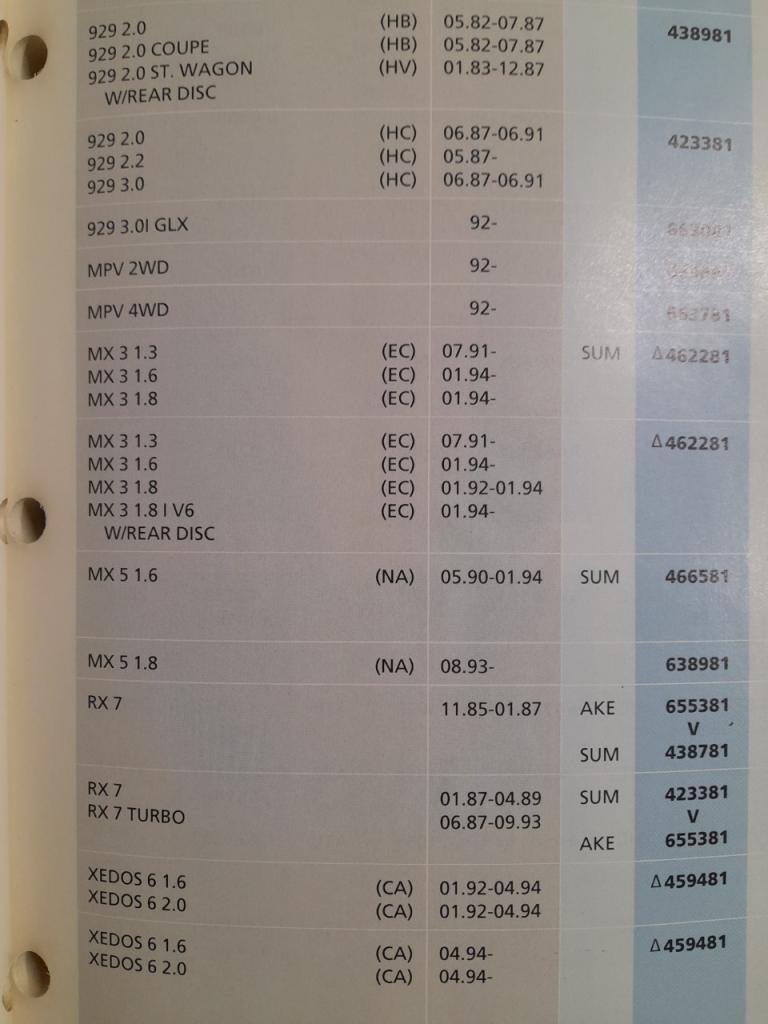 929 2.0 (HB) 05.82-07.87 438981
929 2.0 COUPE (HB) 05.82-07.87
929 2.0 ST. WAGON (HV) 01.83-12.87
W/REAR DISC
929 2.0 (HC) 06.87-06.91 423381
929 2.2 (HC) 05.87-
929 3.0 (HC) 06.87-06.91
929 3.0I GLX 92-
MPV 2WD 92-
MPV 4WD 92- 663781
MX 3 1.3 (EC) 07.91- SUM Δ462281
MX 3 1.6 (EC) 01.94-
MX 3 1.8 (EC) 01.94-
MX 3 1.3 (EC) 07.91- Δ462281
MX 3 1.6 (EC) 01.94-
MX 3 1.8 (EC) 01.92-01.94
MX 3 1.8 I V6 (EC) 01.94-
W/REAR DISC
MX 5 1.6 (NA) 05.90-01.94 SUM 466581
MX 5 1.8 (NA) 08.93- 638981
RX 7 11.85-01.87 AKE 655381
V
SUM 438781
RX 7 01.87-04.89 SUM 423381
RX 7 TURBO 06.87-09.93 V
AKE 655381
XEDOS 6 1.6 (CA) 01.92-04.94 Δ459481
XEDOS 6 2.0 (CA) 01.92-04.94
XEDOS 6 1.6 (CA) 04.94- Δ459481
XEDOS 6 2.0 (CA) 04.94-